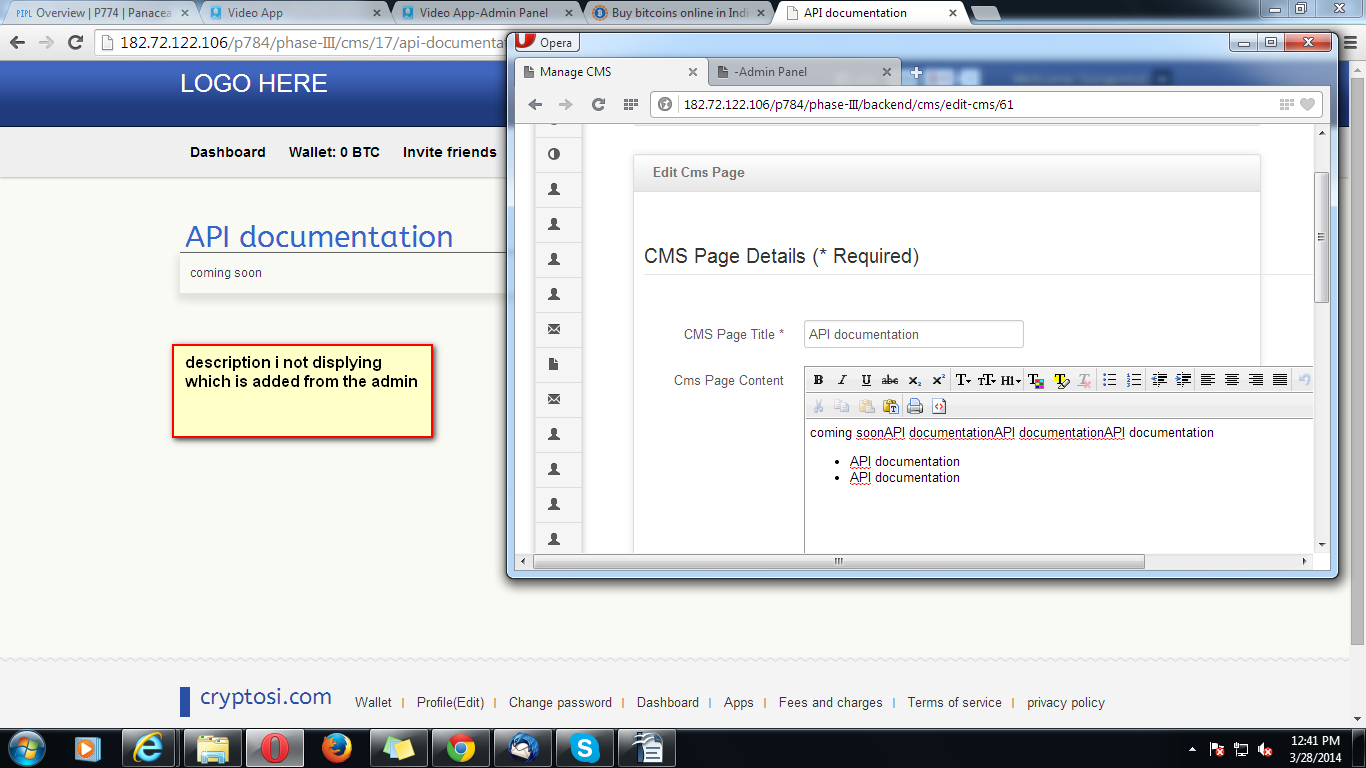 PIPL Overview | P774 | Panacea
Video App
Video App-Admin Panel
Buy bitcoins online in Indi
API documentation
182.72.122.106/p784/phase-III/cms/17/api-documenta
LOGO HERE
Dashboard Wallet: 0 BTC Invite friends
API documentation
coming soon
description i not displying
which is added from the admin
Opera
Manage CMS
-Admin Panel
182.72.122.106/p784/phase-III/backend/cms/edit-cms/61
Edit Cms Page
CMS Page Details (* Required)
CMS Page Title * API documentation
Cms Page Content
B I U abc x₂ x² T T T H1 T T T
coming soonAPI documentationAPI documentationAPI documentation
• API documentation
• API documentation
cryptosi.com Wallet | Profile(Edit) | Change password | Dashboard | Apps | Fees and charges | Terms of service | privacy policy
12:41 PM
3/28/2014